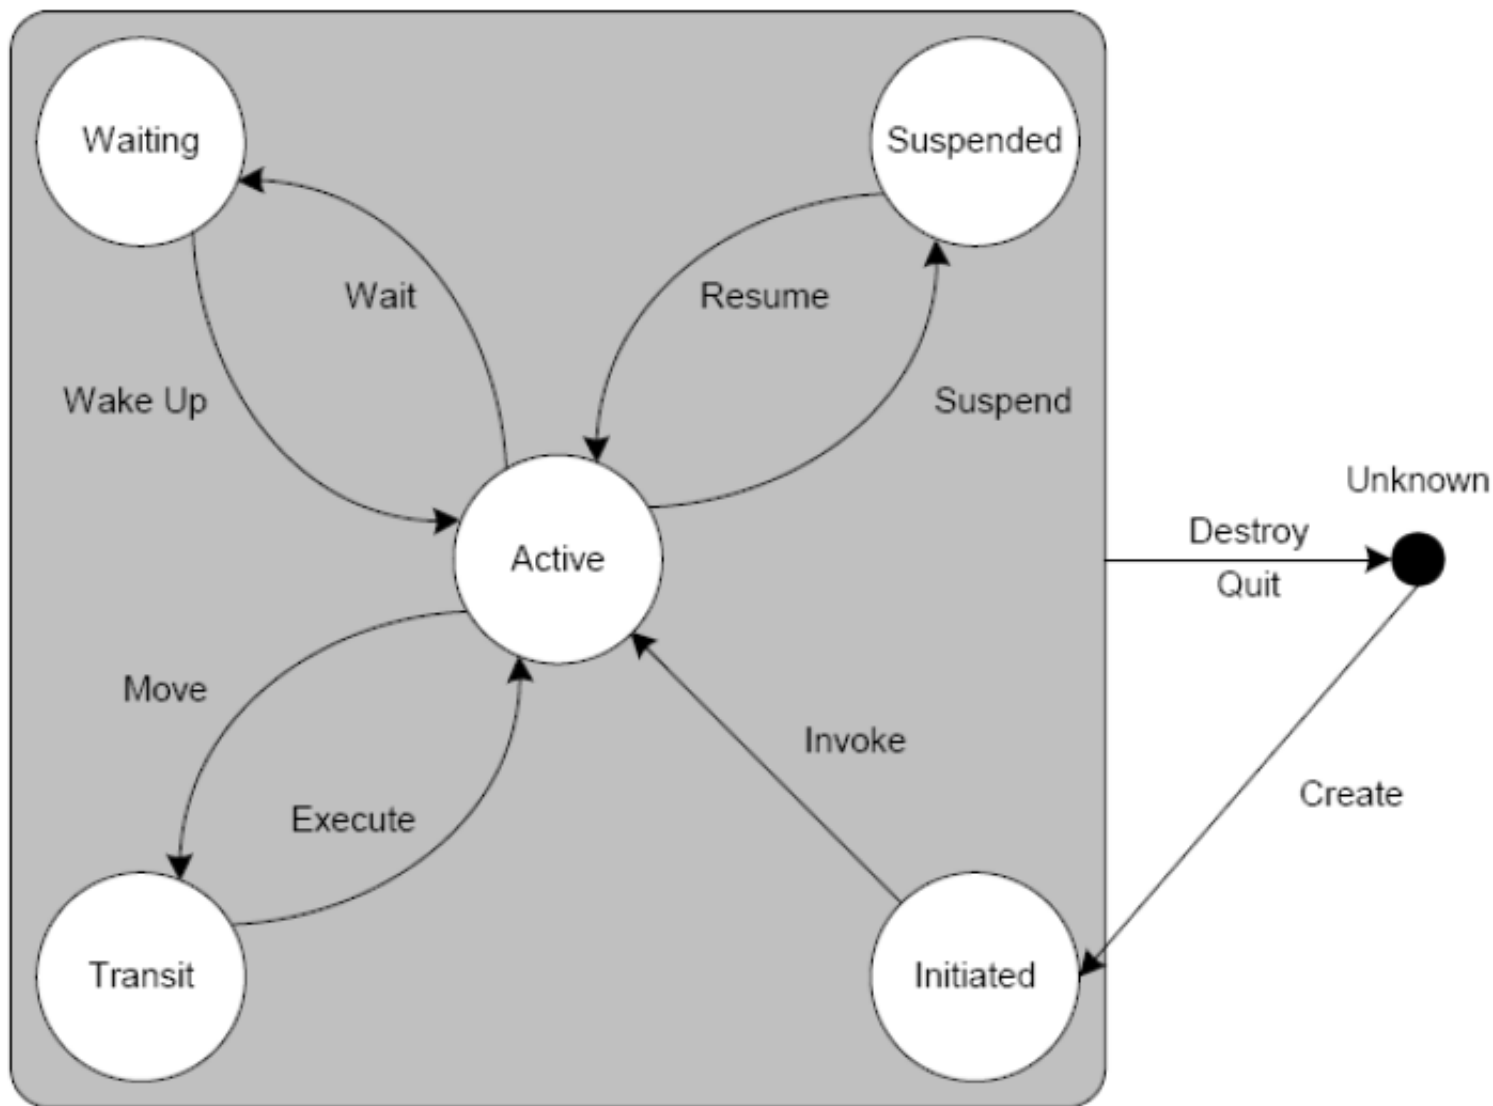 Waiting
Suspended
Wait
Resume
Wake Up
Suspend
Unknown
Destroy
Active
Quit
Move
Invoke
Create
Execute
Transit
Initiated